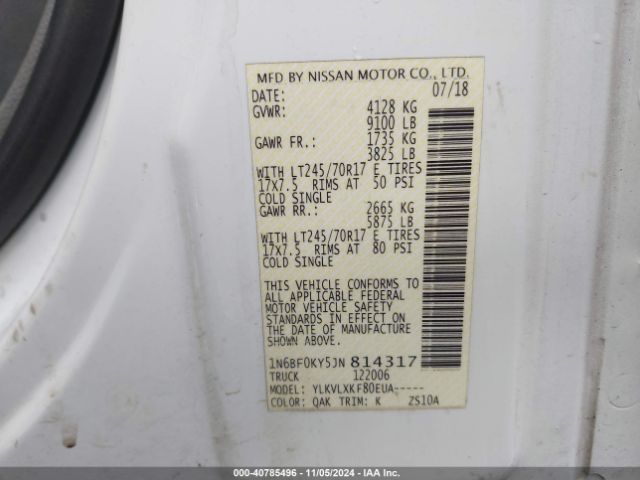 MFD BY NISSAN MOTOR CO., LTD.
DATE: 07/18
GVWR: 4128 KG
9100 LB
GAWR FR.: 1735 KG
3825 LB
WITH LT245/70R17 E TIRES
17X7.5 RIMS AT 50 PSI
COLD SINGLE
GAWR RR.: 2665 KG
5875 LB
WITH LT245/70R17 E TIRES
17X7.5 RIMS AT 80 PSI
COLD SINGLE
THIS VEHICLE CONFORMS TO
ALL APPLICABLE FEDERAL
MOTOR VEHICLE SAFETY
STANDARDS IN EFFECT ON
THE DATE OF MANUFACTURE
SHOWN ABOVE.
1N6BF0KY5JN 814317
TRUCK 122006
MODEL: YLKVLXKF80EUA-----
COLOR: QAK TRIM: K ZS10A
000-40785496 - 11/05/2024 - IAAI.COM